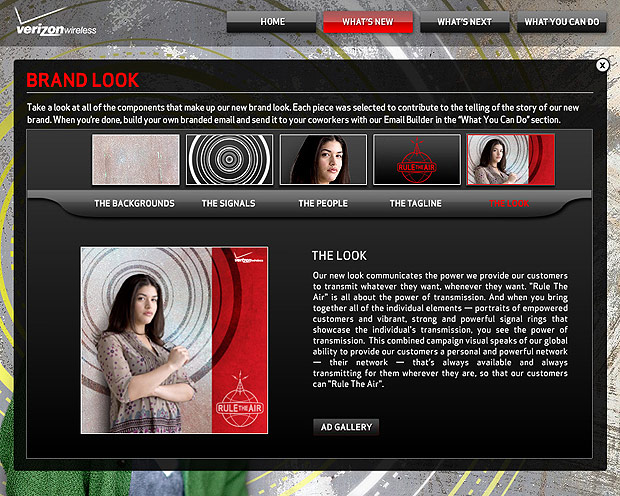 verizonwireless
HOME
WHAT'S NEW
WHAT'S NEXT
WHAT YOU CAN DO
X
BRAND LOOK
Take a look at all of the components that make up our new brand look. Each piece was selected to contribute to the telling of the story of our new
brand. When you're done, build your own branded email and send it to your coworkers with our Email Builder in the "What You Can Do" section.
RULE THE AIR
THE BACKGROUNDS
THE SIGNALS
THE PEOPLE
THE TAGLINE
THE LOOK
verizonwireless
RULE THE AIR
THE LOOK
Our new look communicates the power we provide our customers
to transmit whatever they want, whenever they want. "Rule The
Air" is all about the power of transmission. And when you bring
together all of the individual elements — portraits of empowered
customers and vibrant, strong and powerful signal rings that
showcase the individual's transmission, you see the power of
transmission. This combined campaign visual speaks of our global
ability to provide our customers a personal and powerful network
— their network — that's always available and always
transmitting for them wherever they are, so that our customers
can "Rule The Air".
AD GALLERY